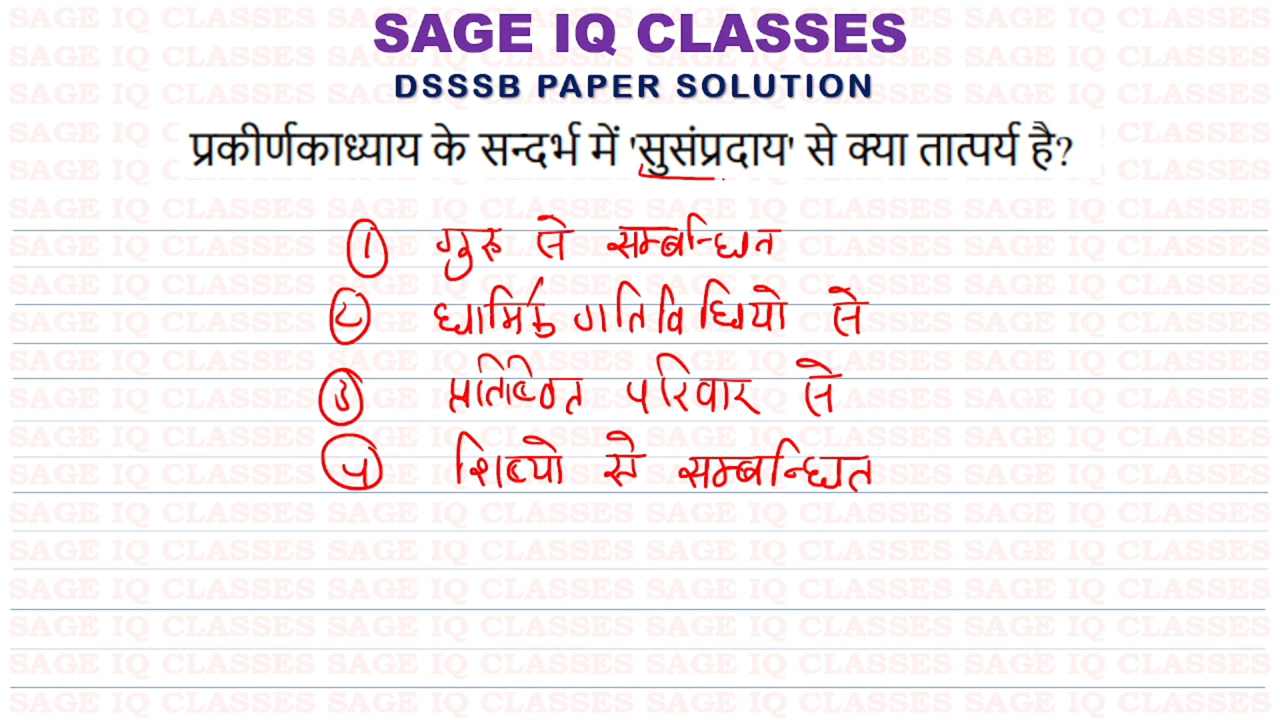 SAGE IQ CLASSES
DSSSB PAPER SOLUTION
प्रकीर्णकाध्याय के सन्दर्भ में 'सुसंप्रदाय' से क्या तात्पर्य है?
① गुरु से सम्बन्धित
② धार्मिक गतिविधियो से
③ प्रतिष्ठित परिवार से
④ शिष्यो से सम्बन्धित